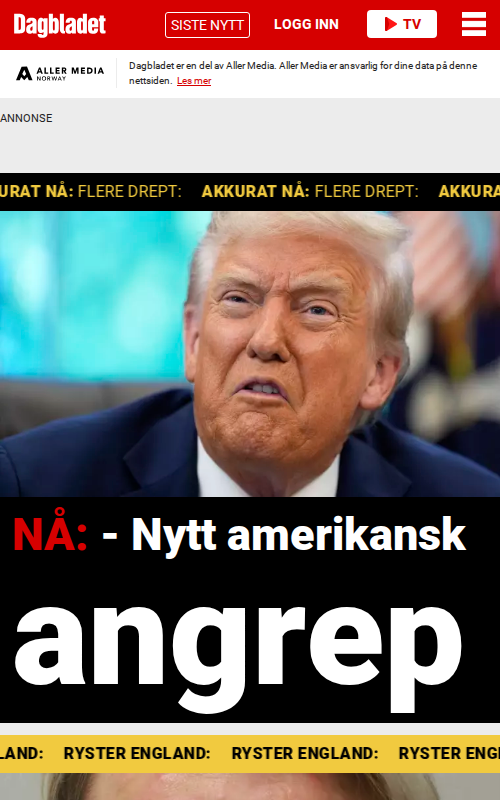 Dagbladet
SISTE NYTT
LOGG INN
TV
ALLER MEDIA
NORWAY
Dagbladet er en del av Aller Media. Aller Media er ansvarlig for dine data på denne
nettsiden. Les mer
ANNONSE
URAT NÅ: FLERE DREPT: AKKURAT NÅ: FLERE DREPT: AKKURA
NÅ: - Nytt amerikansk
angrep
LAND: RYSTER ENGLAND: RYSTER ENGLAND: RYSTER ENGL